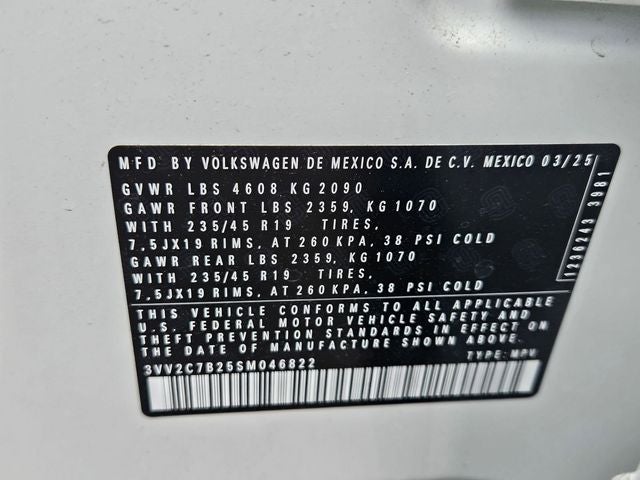 MFD BY VOLKSWAGEN DE MEXICO S.A. DE C.V. MEXICO 03/25
GVWR LBS 4608 KG2090
GAWR FRONT LBS 2359, KG1070
WITH 235/45 R19 TIRES,
7.5JX19 RIMS, AT 260 KPA, 38 PSI COLD
GAWR REAR LBS 2359, KG 1070
WITH 235/45 R19 TIRES,
7.5JX19 RIMS, AT 260 KPA, 38 PSI COLD
THIS VEHICLE CONFORMS TO ALL APPLICABLE
U.S. FEDERAL MOTOR VEHICLE SAFETY AND
THEFT PREVENTION STANDARDS IN EFFECT ON
THE DATE OF MANUFACTURE SHOWN ABOVE.
3VV2C7B25SM046822 TYPE: MPV
1236243 3981